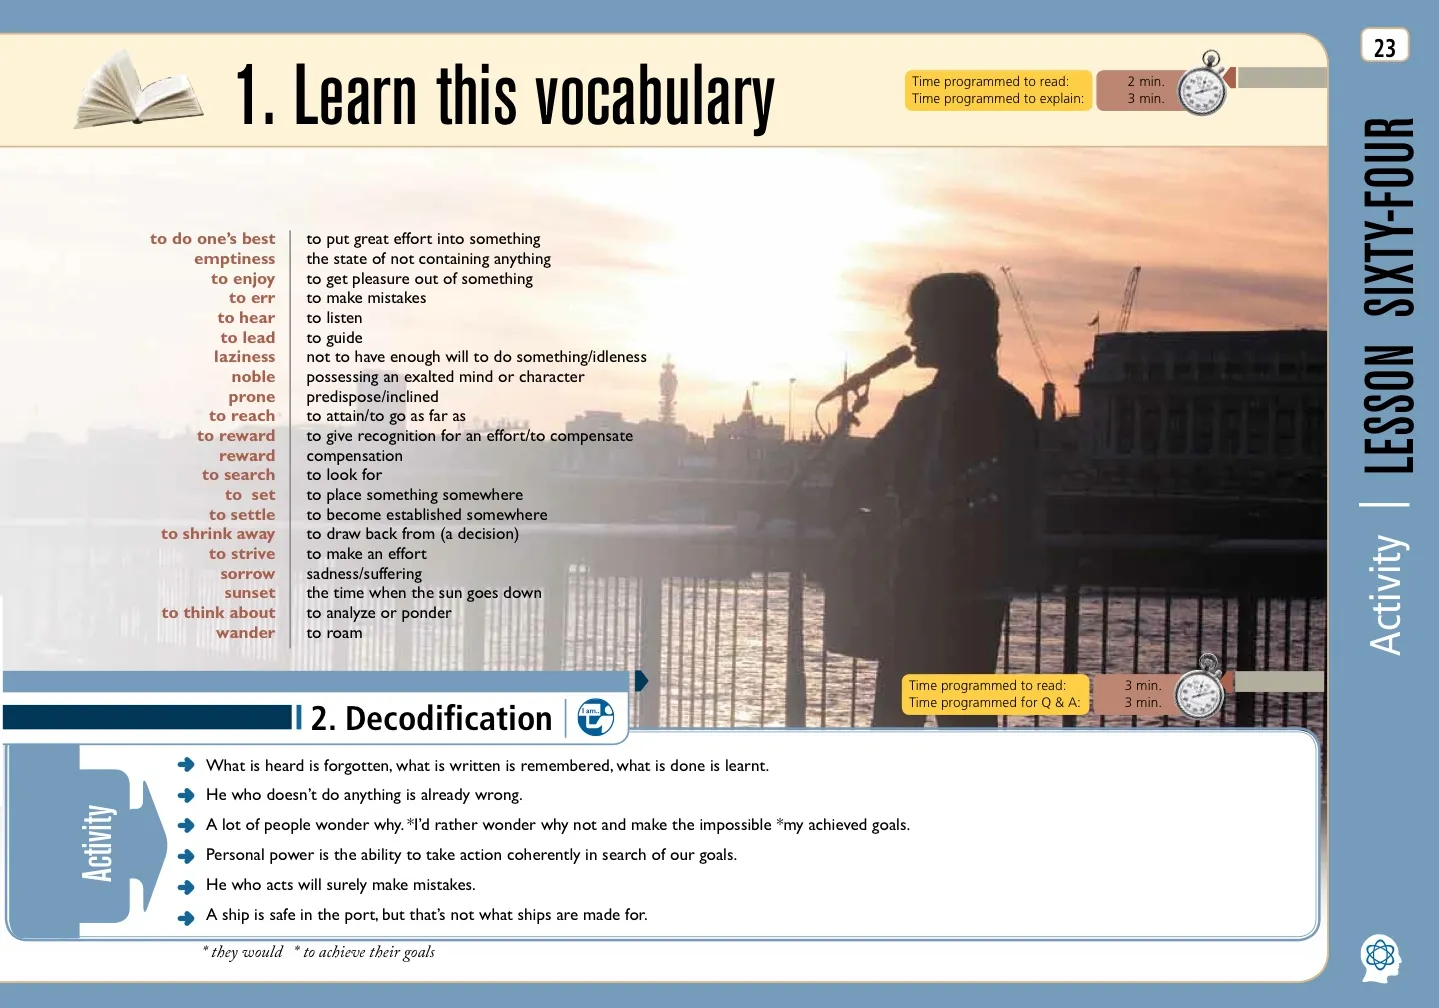 23
1. Learn this vocabulary
Time programmed to read: 2 min.
Time programmed to explain: 3 min.
to do one's best to put great effort into something
emptiness the state of not containing anything
to enjoy to get pleasure out of something
to err to make mistakes
to hear to listen
to lead to guide
laziness not to have enough will to do something/idleness
noble possessing an exalted mind or character
prone predispose/inclined
to reach to attain/to go as far as
to reward to give recognition for an effort/to compensate
reward compensation
to search to look for
to set to place something somewhere
to settle to become established somewhere
to shrink away to draw back from (a decision)
to strive to make an effort
sorrow sadness/suffering
sunset the time when the sun goes down
to think about to analyze or ponder
wander to roam
Time programmed to read: 3 min.
Time programmed for Q & A: 3 min.
2. Decodification
I am..
Activity
What is heard is forgotten, what is written is remembered, what is done is learnt.
He who doesn't do anything is already wrong.
A lot of people wonder why. *I'd rather wonder why not and make the impossible *my achieved goals.
Personal power is the ability to take action coherently in search of our goals.
He who acts will surely make mistakes.
A ship is safe in the port, but that's not what ships are made for.
* they would * to achieve their goals
Activity | LESSON SIXTY-FOUR